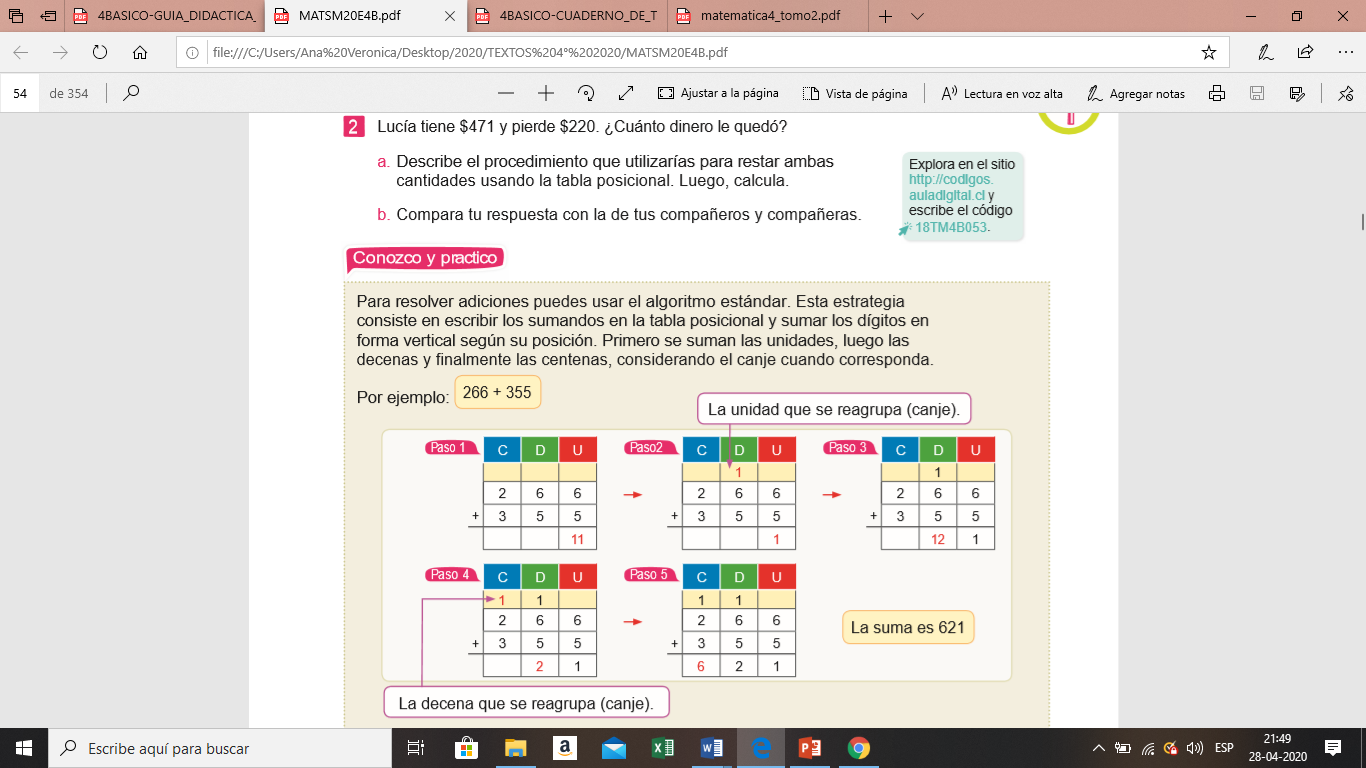 4BASICO-GUIA_DIDACTICA_
MATSM20E4B.pdf
4BASICO-CUADERNO_DE_T
matematica4_tomo2.pdf
file:///C:/Users/Ana%20Veronica/Desktop/2020/TEXTOS%204º%202020/MATSM20E4B.pdf
54 de 354
Ajustar a la página
Vista de página
Lectura en voz alta
Agregar notas
2 Lucía tiene $471 y pierde $220. ¿Cuánto dinero le quedó?
a. Describe el procedimiento que utilizarías para restar ambas
cantidades usando la tabla posicional. Luego, calcula.
b. Compara tu respuesta con la de tus compañeros y compañeras.
Explora en el sitio
http://codigos.
auladigital.cl y
escribe el código
18TM4B053.
Conozco y practico
Para resolver adiciones puedes usar el algoritmo estándar. Esta estrategia
consiste en escribir los sumandos en la tabla posicional y sumar los dígitos en
forma vertical según su posición. Primero se suman las unidades, luego las
decenas y finalmente las centenas, considerando el canje cuando corresponda.
Por ejemplo: 266 + 355
La unidad que se reagrupa (canje).
Paso 1
C D U
2 6 6
+ 3 5 5
11
Paso2
C D U
1
2 6 6
+ 3 5 5
1
Paso 3
C D U
1
2 6 6
+ 3 5 5
12 1
Paso 4
C D U
1 1
2 6 6
+ 3 5 5
2 1
Paso 5
C D U
1 1
2 6 6
+ 3 5 5
6 2 1
La suma es 621
La decena que se reagrupa (canje).
Escribe aquí para buscar
ESP
21:49
28-04-2020